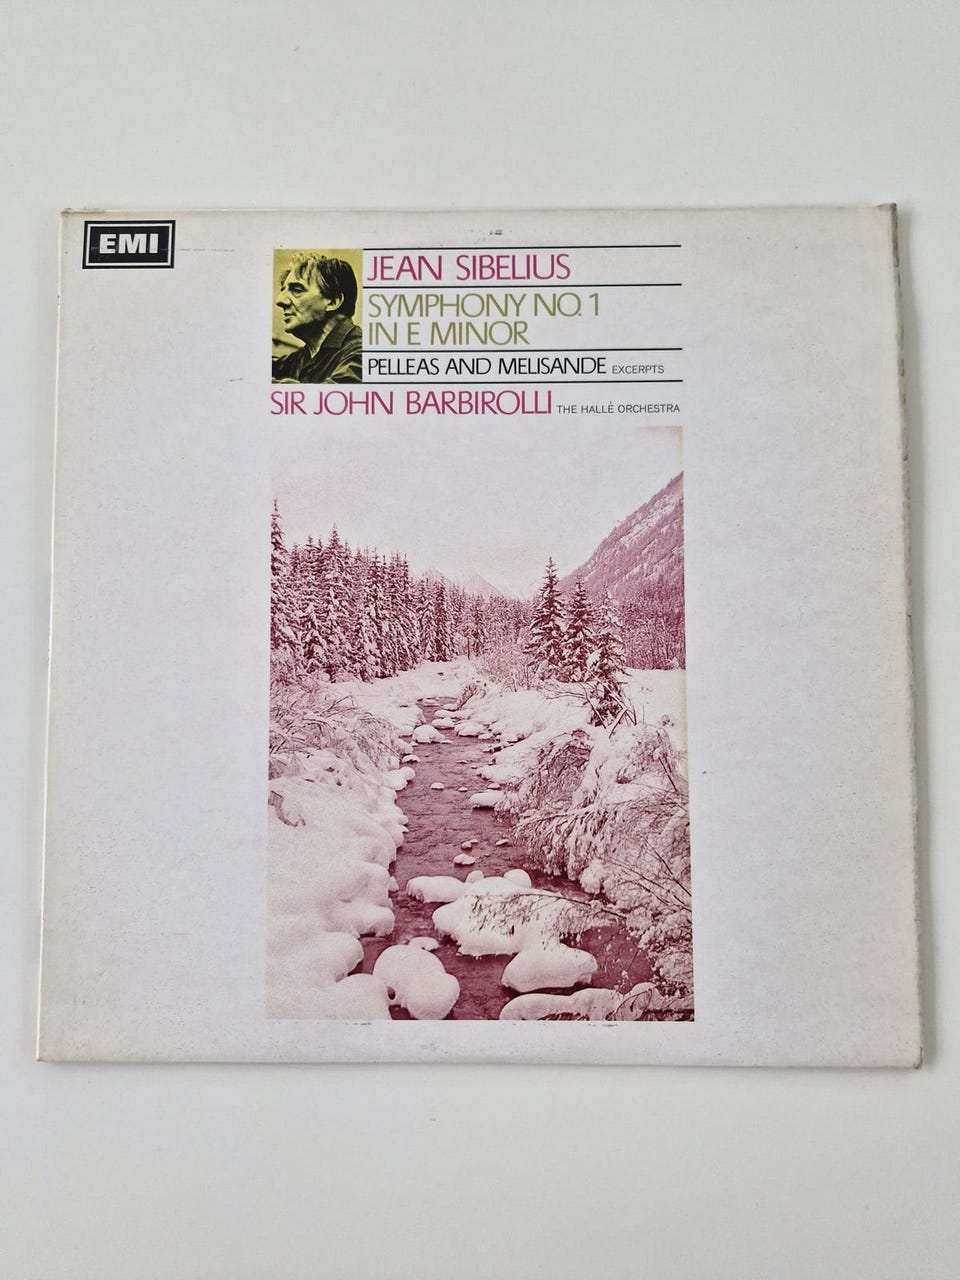 EMI
JEAN SIBELIUS
SYMPHONY NO. 1
IN E MINOR
PELLEAS AND MELISANDE EXCERPTS
SIR JOHN BARBIROLLI THE HALLÉ ORCHESTRA